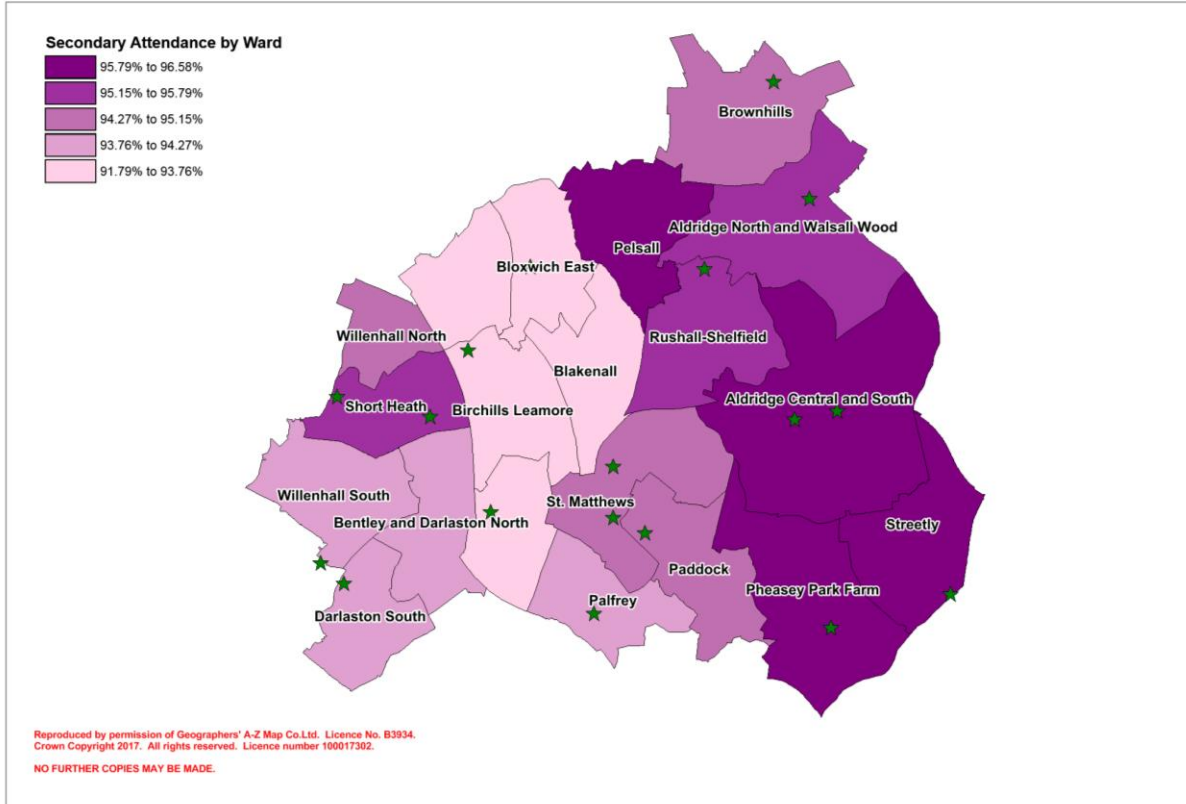 Secondary Attendance by Ward
95.79% to 96.58%
95.15% to 95.79%
94.27% to 95.15%
93.76% to 94.27%
91.79% to 93.76%
Brownhills
Aldridge North and Walsall Wood
Pelsall
Bloxwich East
Willenhall North
Rushall-Shelfield
Blakenall
Short Heath
Birchills Leamore
Aldridge Central and South
Willenhall South
St. Matthews
Bentley and Darlaston North
Streetly
Paddock
Pheasey Park Farm
Palfrey
Darlaston South
Reproduced by permission of Geographers' A-Z Map Co.Ltd. Licence No. B3934.
Crown Copyright 2017. All rights reserved. Licence number 100017302.
NO FURTHER COPIES MAY BE MADE.